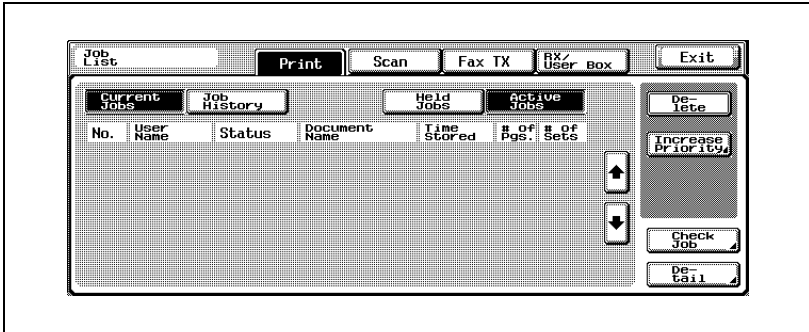 Job
List
Print
Scan
Fax TX
RX/
User Box
Exit
Current
Jobs
Job
History
Held
Jobs
Active
Jobs
De-
lete
No.
User
Name
Status
Document
Name
Time
Stored
# of
Pgs.
# of
Sets
Increase
Priority
Check
Job
De-
tail